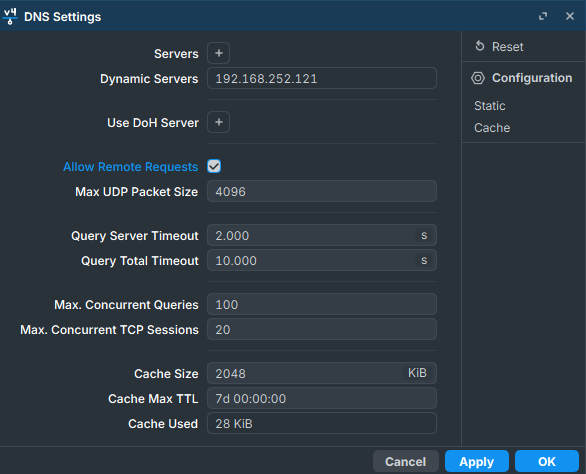 v4 DNS Settings
Servers +
Dynamic Servers 192.168.252.121
Use DoH Server +
Allow Remote Requests
Max UDP Packet Size 4096
Query Server Timeout 2.000 s
Query Total Timeout 10.000 s
Max. Concurrent Queries 100
Max. Concurrent TCP Sessions 20
Cache Size 2048 KiB
Cache Max TTL 7d 00:00:00
Cache Used 28 KiB
Reset
Configuration
Static
Cache
Cancel Apply OK